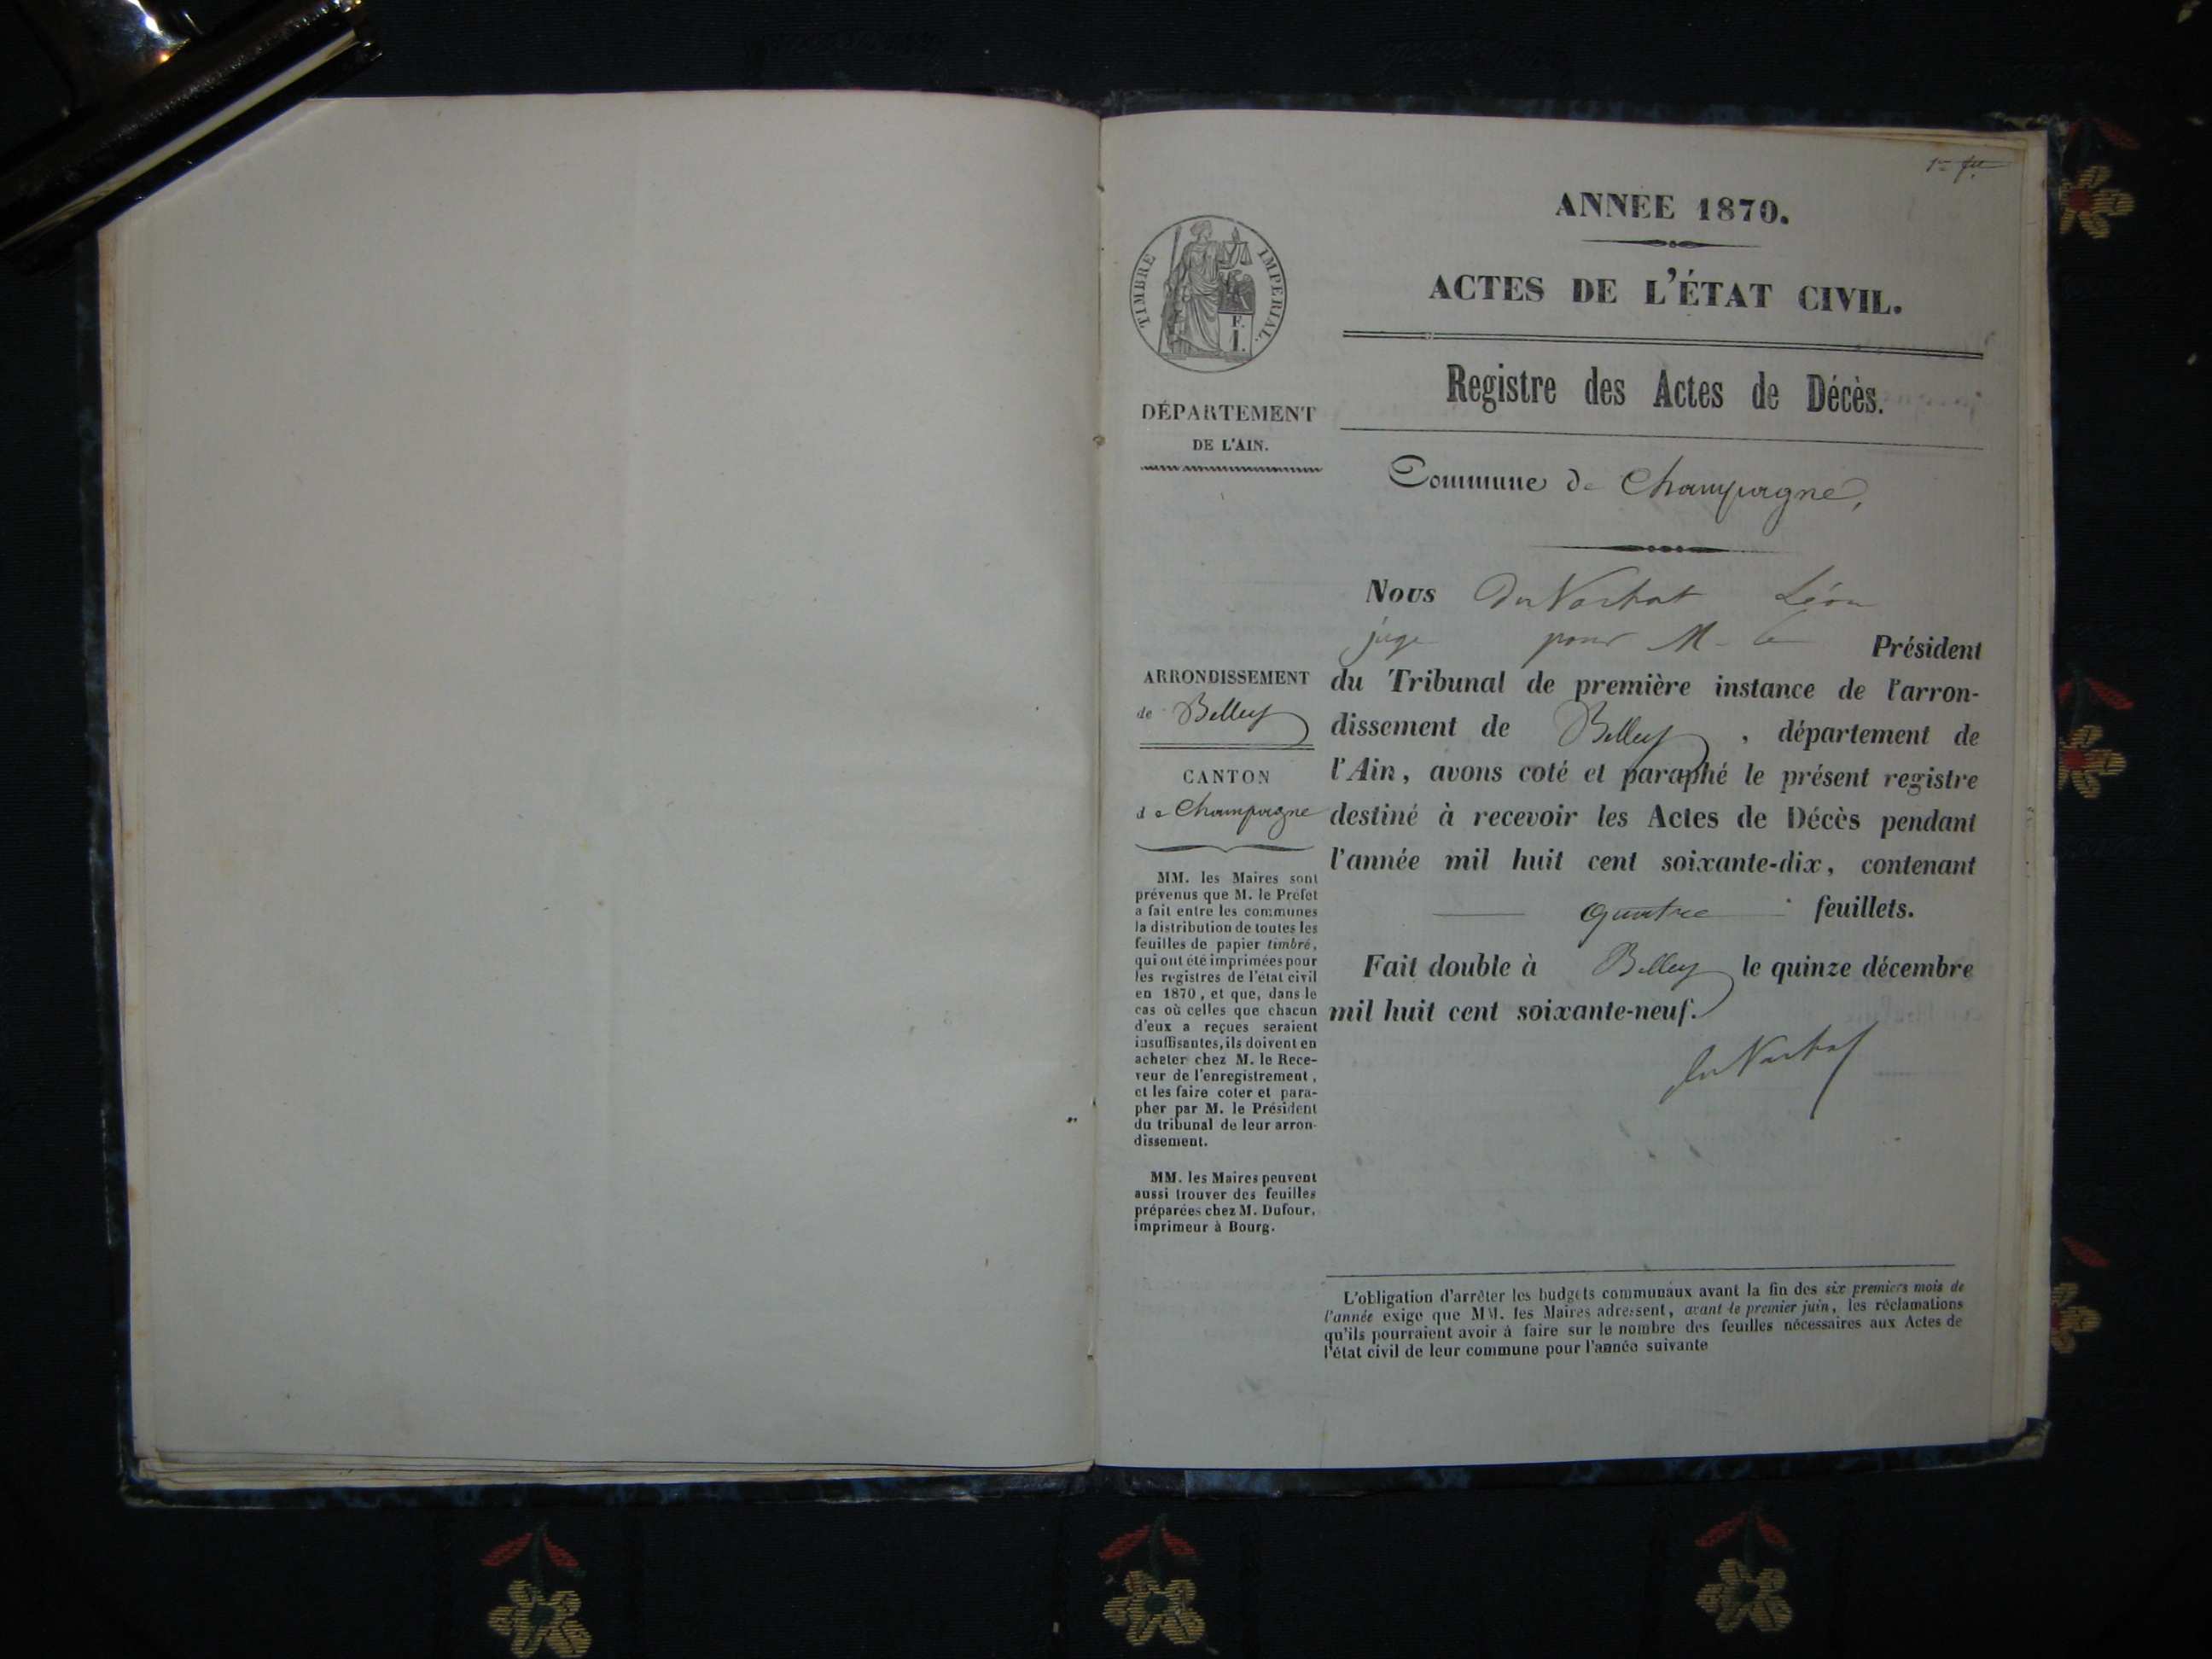 1er ft
ANNÉE 1870.
ACTES DE L'ÉTAT CIVIL.
TIMBRE IMPERIAL.
F.
1.
Registre des Actes de Décès.
DÉPARTEMENT
DE L'AIN.
Commune de Champagne,
Nous Du Vachat Léon
juge pour M. le Président
du Tribunal de première instance de l'arron-
dissement de Belley, département de
l'Ain, avons coté et paraphé le présent registre
destiné à recevoir les Actes de Décès pendant
l'année mil huit cent soixante-dix, contenant
quatre feuillets.
Fait double à Belley le quinze décembre
mil huit cent soixante-neuf.
du Vachat
ARRONDISSEMENT
de Belley
CANTON
de Champagne
MM. les Maires sont
prévenus que M. le Préfet
a fait entre les communes
la distribution de toutes les
feuilles de papier timbré,
qui ont été imprimées pour
les registres de l'état civil
en 1870, et que, dans le
cas où celles que chacun
d'eux a reçues seraient
insuffisantes, ils doivent en
acheter chez M. le Rece-
veur de l'enregistrement,
et les faire coter et para-
pher par M. le Président
du tribunal de leur arron-
dissement.
MM. les Maires peuvent
aussi trouver des feuilles
préparées chez M. Dufour,
imprimeur à Bourg.
L'obligation d'arrêter les budgets communaux avant la fin des six premiers mois de
l'année exige que MM. les Maires adressent, avant le premier juin, les réclamations
qu'ils pourraient avoir à faire sur le nombre des feuilles nécessaires aux Actes de
l'état civil de leur commune pour l'année suivante